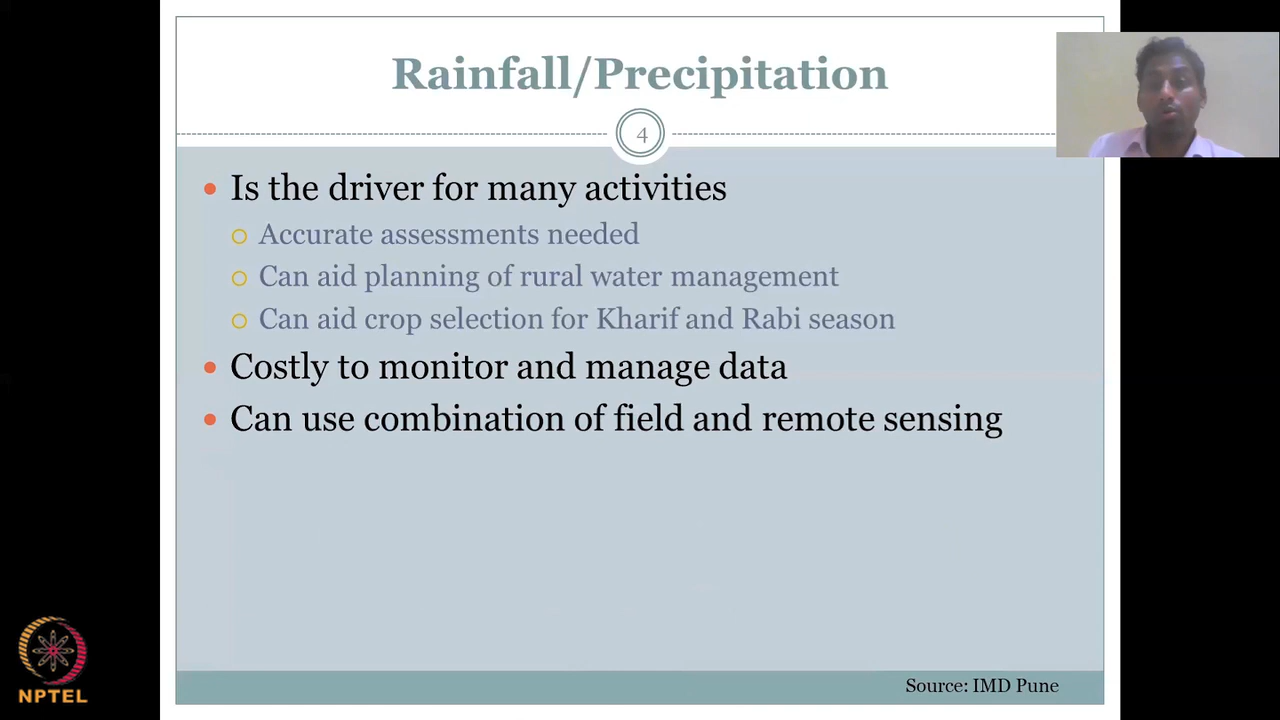 Rainfall/Precipitation
4
Is the driver for many activities
Accurate assessments needed
Can aid planning of rural water management
Can aid crop selection for Kharif and Rabi season
Costly to monitor and manage data
Can use combination of field and remote sensing
Source: IMD Pune
NPTEL